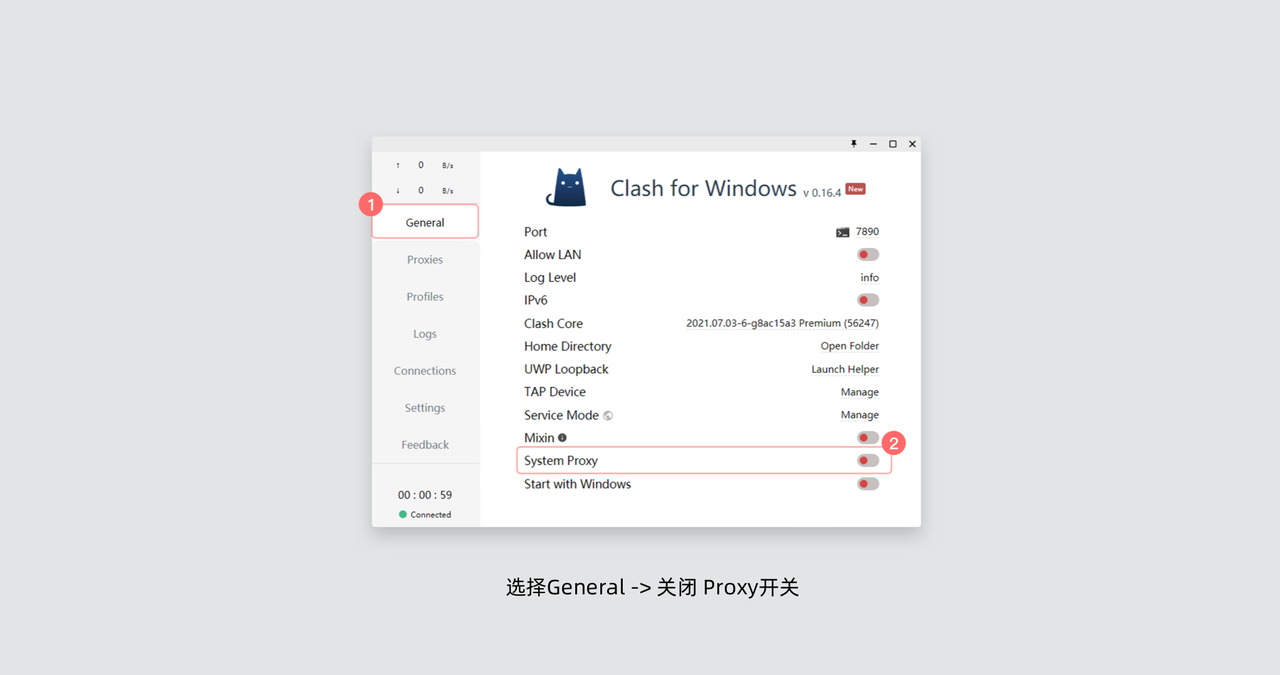 ↑ 0 B/s
↓ 0 B/s
1
General
Proxies
Profiles
Logs
Connections
Settings
Feedback
00 : 00 : 59
Connected
Clash for Windows v 0.16.4 New
Port 7890
Allow LAN
Log Level info
IPv6
Clash Core 2021.07.03-6-g8ac15a3 Premium (56247)
Home Directory Open Folder
UWP Loopback Launch Helper
TAP Device Manage
Service Mode Manage
Mixin
2
System Proxy
Start with Windows
选择General -> 关闭 Proxy开关